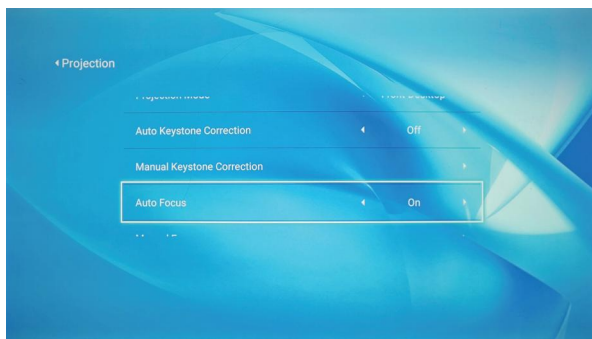 Projection
Auto Keystone Correction Off
Manual Keystone Correction
Auto Focus On